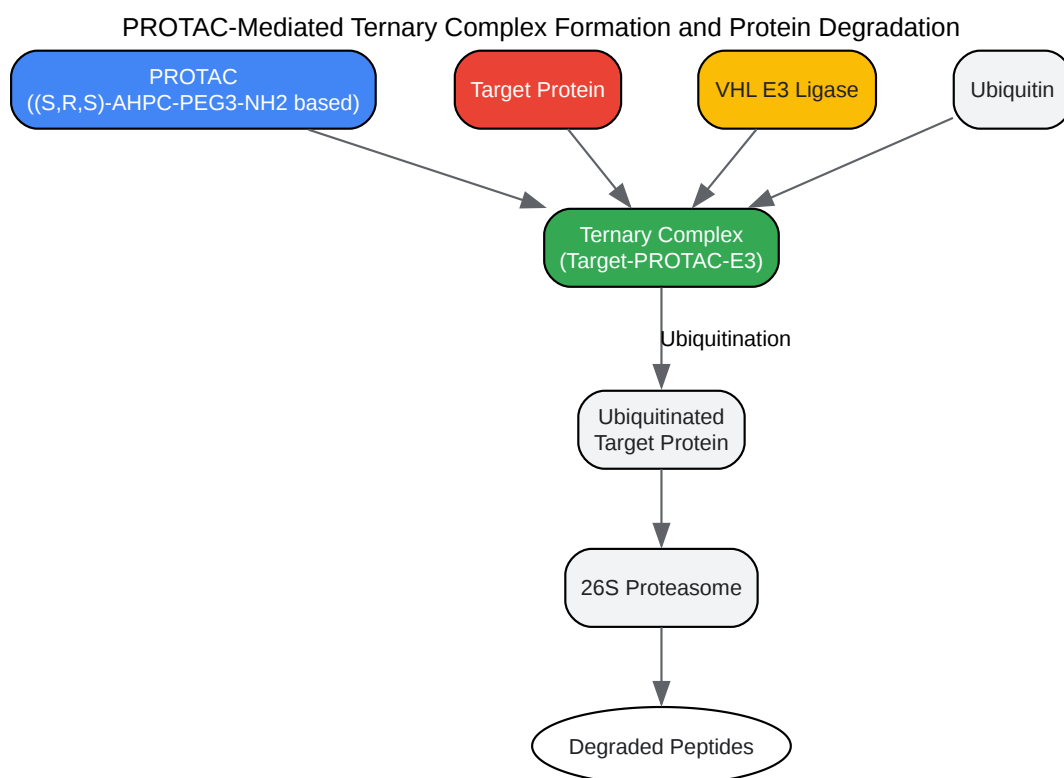 PROTAC-Mediated Ternary Complex Formation and Protein Degradation
PROTAC
((S,R,S)-AHPC-PEG3-NH2 based)
Target Protein
VHL E3 Ligase
Ubiquitin
Ternary Complex
(Target-PROTAC-E3)
Ubiquitination
Ubiquitinated
Target Protein
26S Proteasome
Degraded Peptides